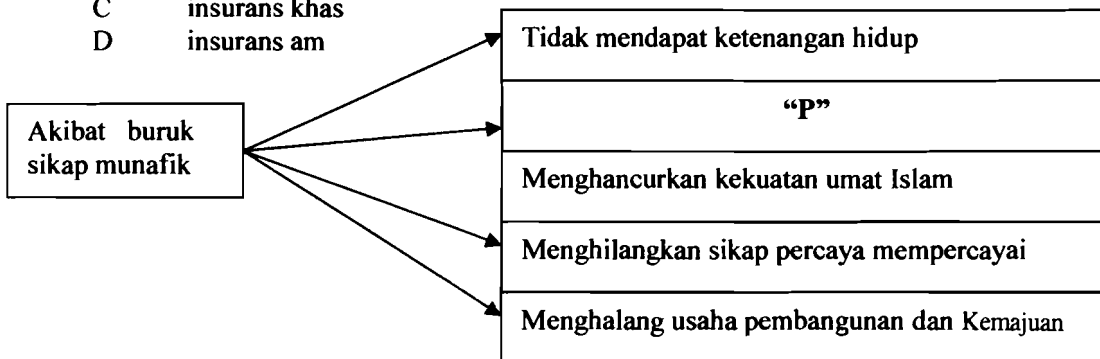 C insurans khas
D insurans am
Tidak mendapat ketenangan hidup
“P”
Akibat buruk
sikap munafik
Menghancurkan kekuatan umat Islam
Menghilangkan sikap percaya mempercayai
Menghalang usaha pembangunan dan Kemajuan